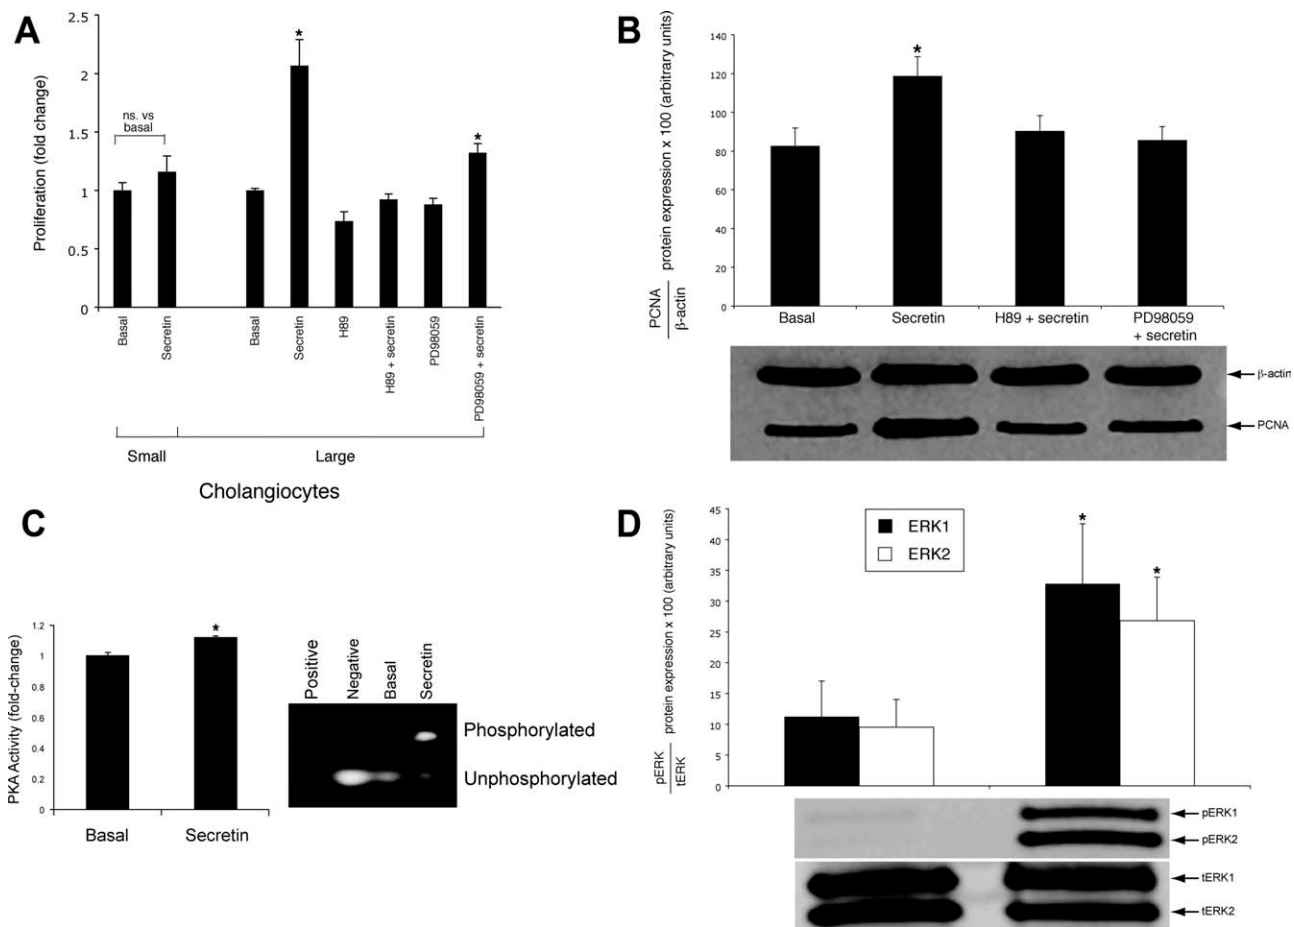 A
Proliferation (fold change)
2.5
2
1.5
1
0.5
0
ns. vs
basal
*
*
Basal
Secretin
Basal
Secretin
H89
H89 + secretin
PD98059
PD98059 + secretin
Small
Large
Cholangiocytes
B
PCNA
β-actin
protein expression x 100 (arbitrary units)
140
120
100
80
60
40
20
0
*
Basal
Secretin
H89 + secretin
PD98059
+ secretin
β-actin
PCNA
C
PKA Activity (fold-change)
1.2
1
0.8
0.6
0.4
0.2
0
*
Basal
Secretin
Positive
Negative
Basal
Secretin
Phosphorylated
Unphosphorylated
D
pERK
tERK
protein expression x 100 (arbitrary units)
45
40
35
30
25
20
15
10
5
0
ERK1
ERK2
*
*
pERK1
pERK2
tERK1
tERK2